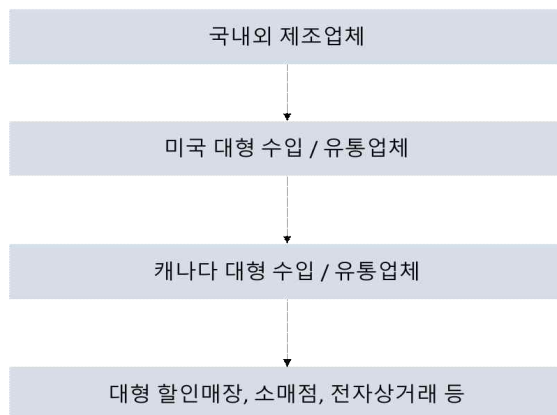 국내외 제조업체
미국 대형 수입 / 유통업체
캐나다 대형 수입 / 유통업체
대형 할인매장, 소매점, 전자상거래 등